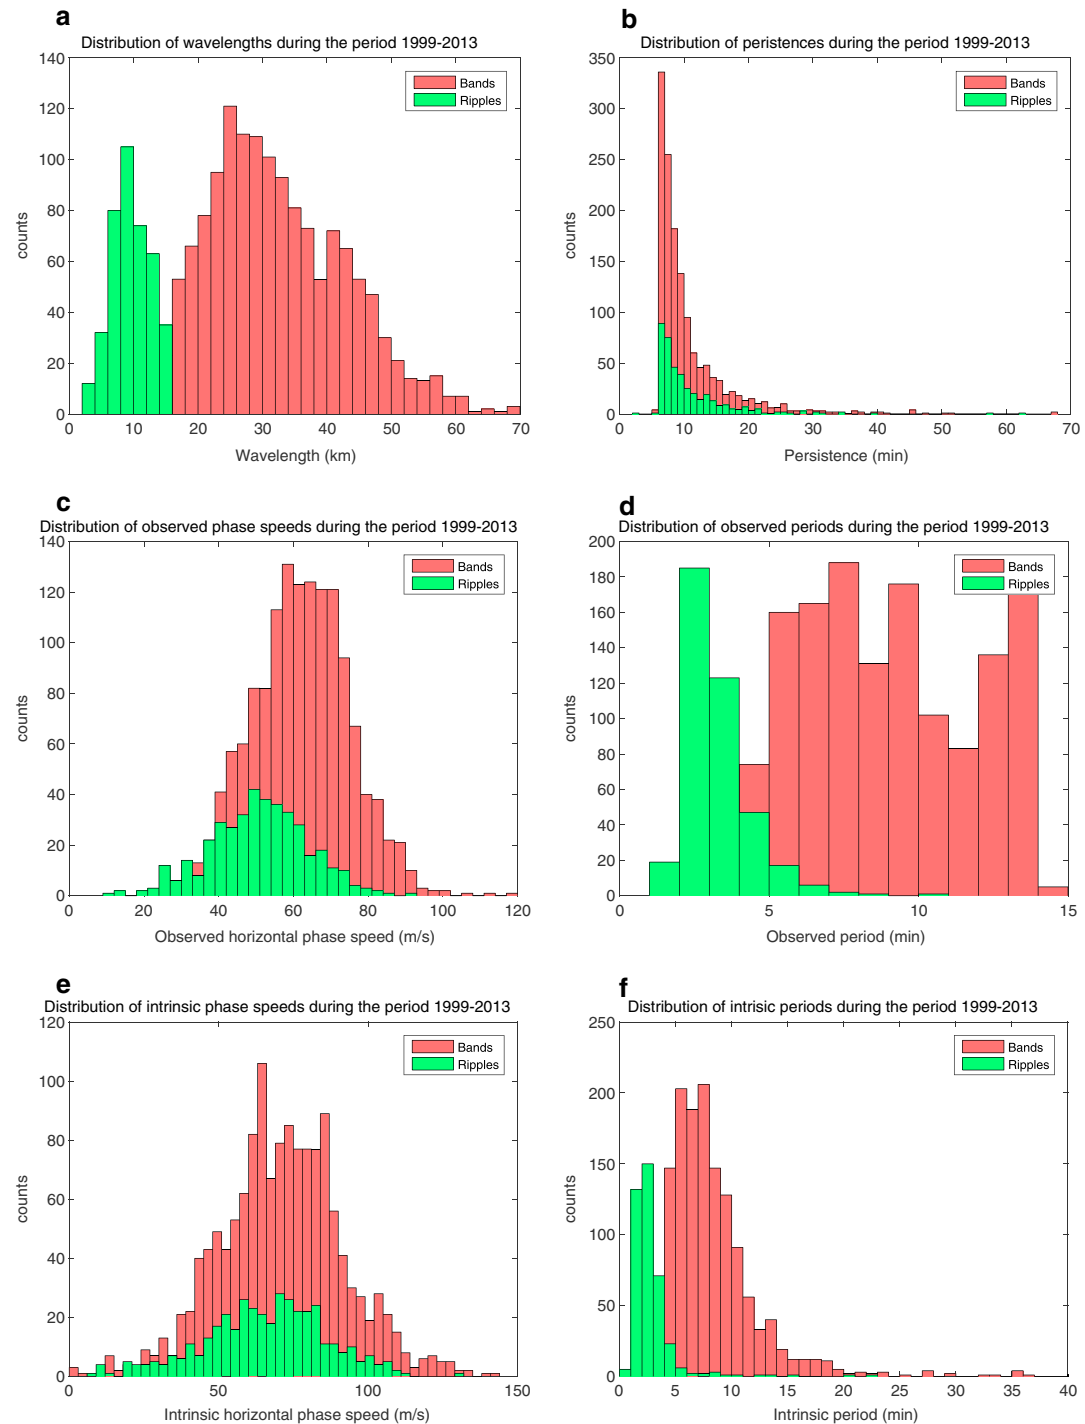 a
Distribution of wavelengths during the period 1999-2013
140
120
100
80
60
40
20
0
counts
Bands
Ripples
0 10 20 30 40 50 60 70
Wavelength (km)
b
Distribution of peristences during the period 1999-2013
350
300
250
200
150
100
50
0
counts
Bands
Ripples
0 10 20 30 40 50 60 70
Persistence (min)
c
Distribution of observed phase speeds during the period 1999-2013
140
120
100
80
60
40
20
0
counts
Bands
Ripples
0 20 40 60 80 100 120
Observed horizontal phase speed (m/s)
d
Distribution of observed periods during the period 1999-2013
200
180
160
140
120
100
80
60
40
20
0
counts
Bands
Ripples
0 5 10 15
Observed period (min)
e
Distribution of intrinsic phase speeds during the period 1999-2013
120
100
80
60
40
20
0
counts
Bands
Ripples
0 50 100 150
Intrinsic horizontal phase speed (m/s)
f
Distribution of intrisic periods during the period 1999-2013
250
200
150
100
50
0
counts
Bands
Ripples
0 5 10 15 20 25 30 35 40
Intrinsic period (min)